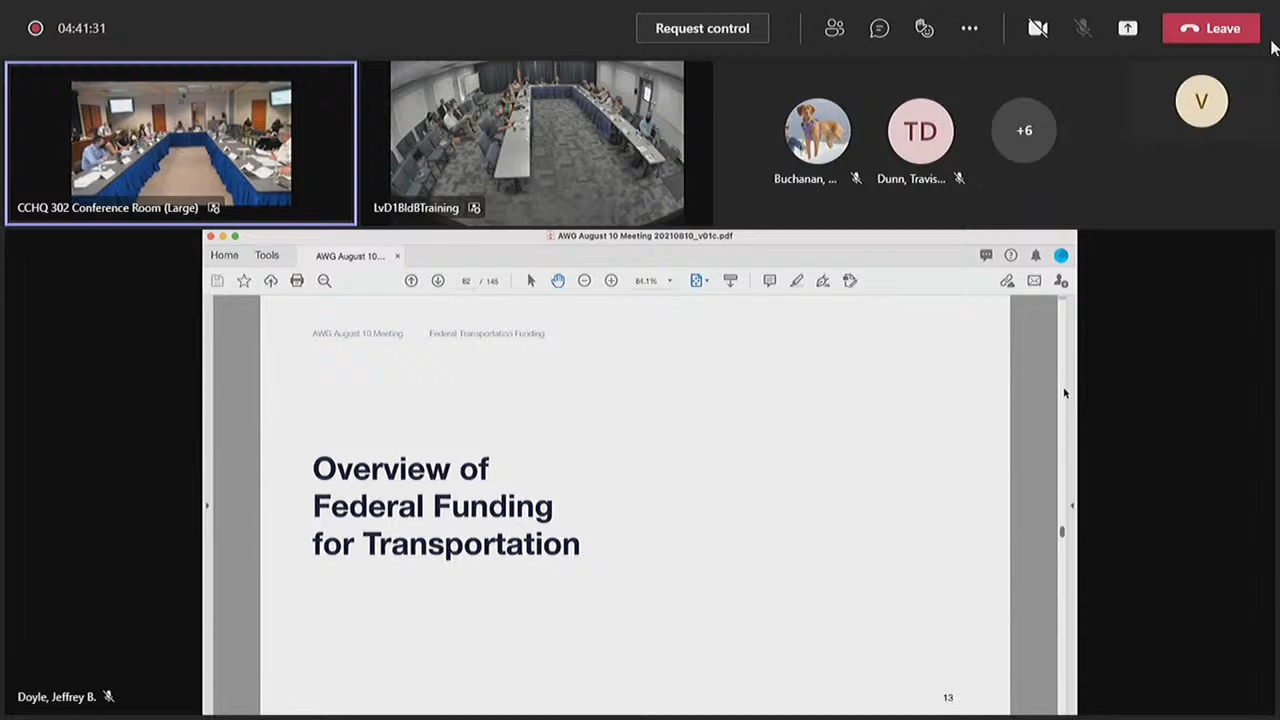 04:41:31
Request control
Leave
CCHQ 302 Conference Room (Large)
LvD1BldBTraining
Buchanan, ...
TD
Dunn, Travis...
+6
V
AWG August 10 Meeting 20210810_v01c.pdf
Home
Tools
AWG August 10...
82 / 145
84.1%
AWG August 10 Meeting
Federal Transportation Funding
Overview of
Federal Funding
for Transportation
13
Doyle, Jeffrey B.